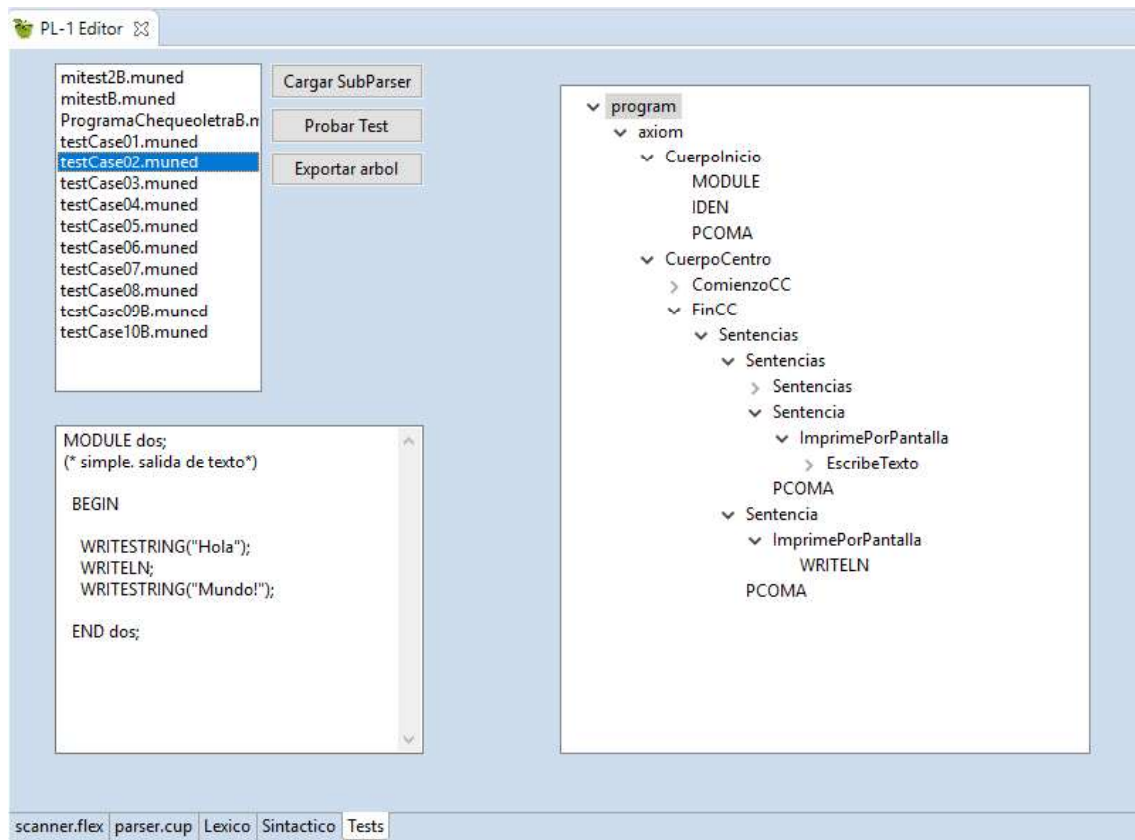 PL-1 Editor
mitest2B.muned
mitestB.muned
ProgramaChequeoletraB.m
testCase01.muned
testCase02.muned
testCase03.muned
testCase04.muned
testCase05.muned
testCase06.muned
testCase07.muned
testCase08.muned
testCase09B.muned
testCase10B.muned
Cargar SubParser
Probar Test
Exportar arbol
MODULE dos;
(* simple. salida de texto*)
BEGIN
WRITESTRING("Hola");
WRITELN;
WRITESTRING("Mundo!");
END dos;
program
axiom
CuerpoInicio
MODULE
IDEN
PCOMA
CuerpoCentro
ComienzoCC
FinCC
Sentencias
Sentencias
Sentencias
Sentencia
ImprimePorPantalla
EscribeTexto
PCOMA
Sentencia
ImprimePorPantalla
WRITELN
PCOMA
scanner.flex parser.cup Lexico Sintactico Tests